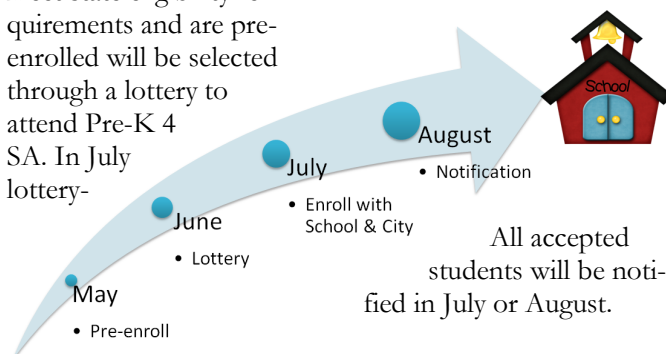 quirements and are pre-
enrolled will be selected
through a lottery to
attend Pre-K 4
SA. In July
lottery-
School
August
• Notification
July
• Enroll with
School & City
June
• Lottery
May
• Pre-enroll
All accepted
students will be noti-
fied in July or August.